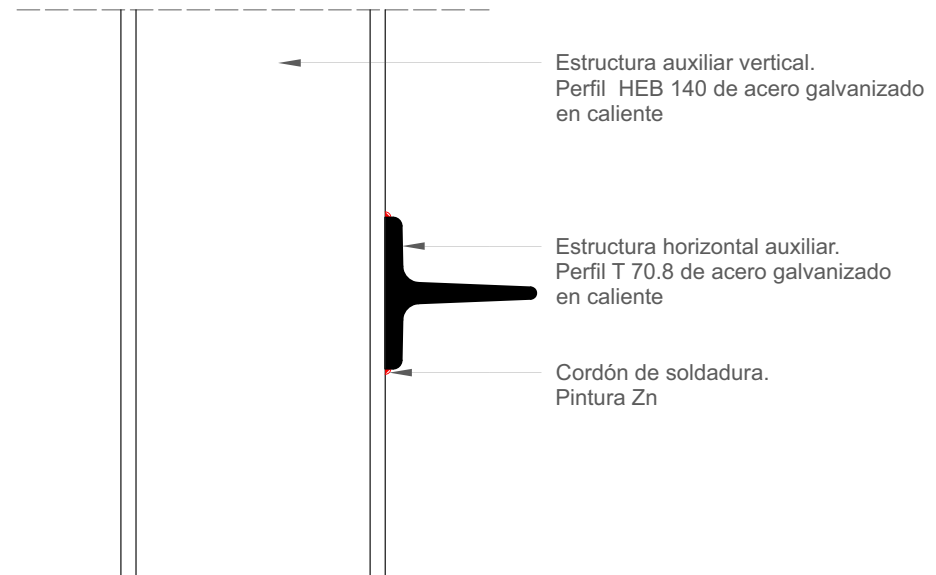 Estructura auxiliar vertical.
Perfil  HEB 140 de acero galvanizado
en caliente
Estructura horizontal auxiliar.
Perfil T 70.8 de acero galvanizado
en caliente
Cordón de soldadura.
Pintura Zn